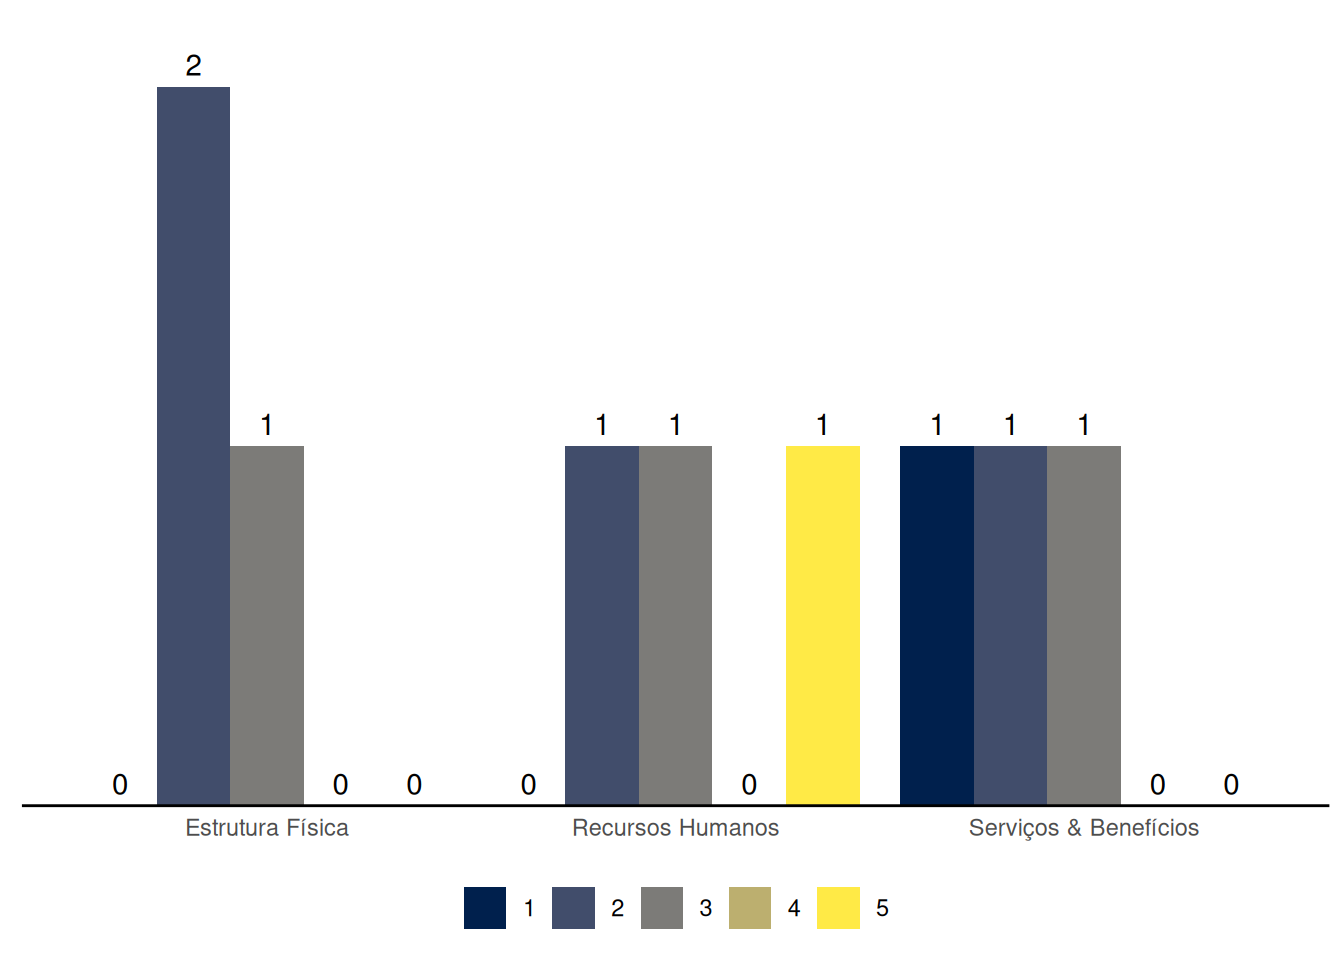 2
1
1 1 1 1 1 1
0 0 0 0 0 0 0
Estrutura Física Recursos Humanos Serviços & Benefícios
1 2 3 4 5